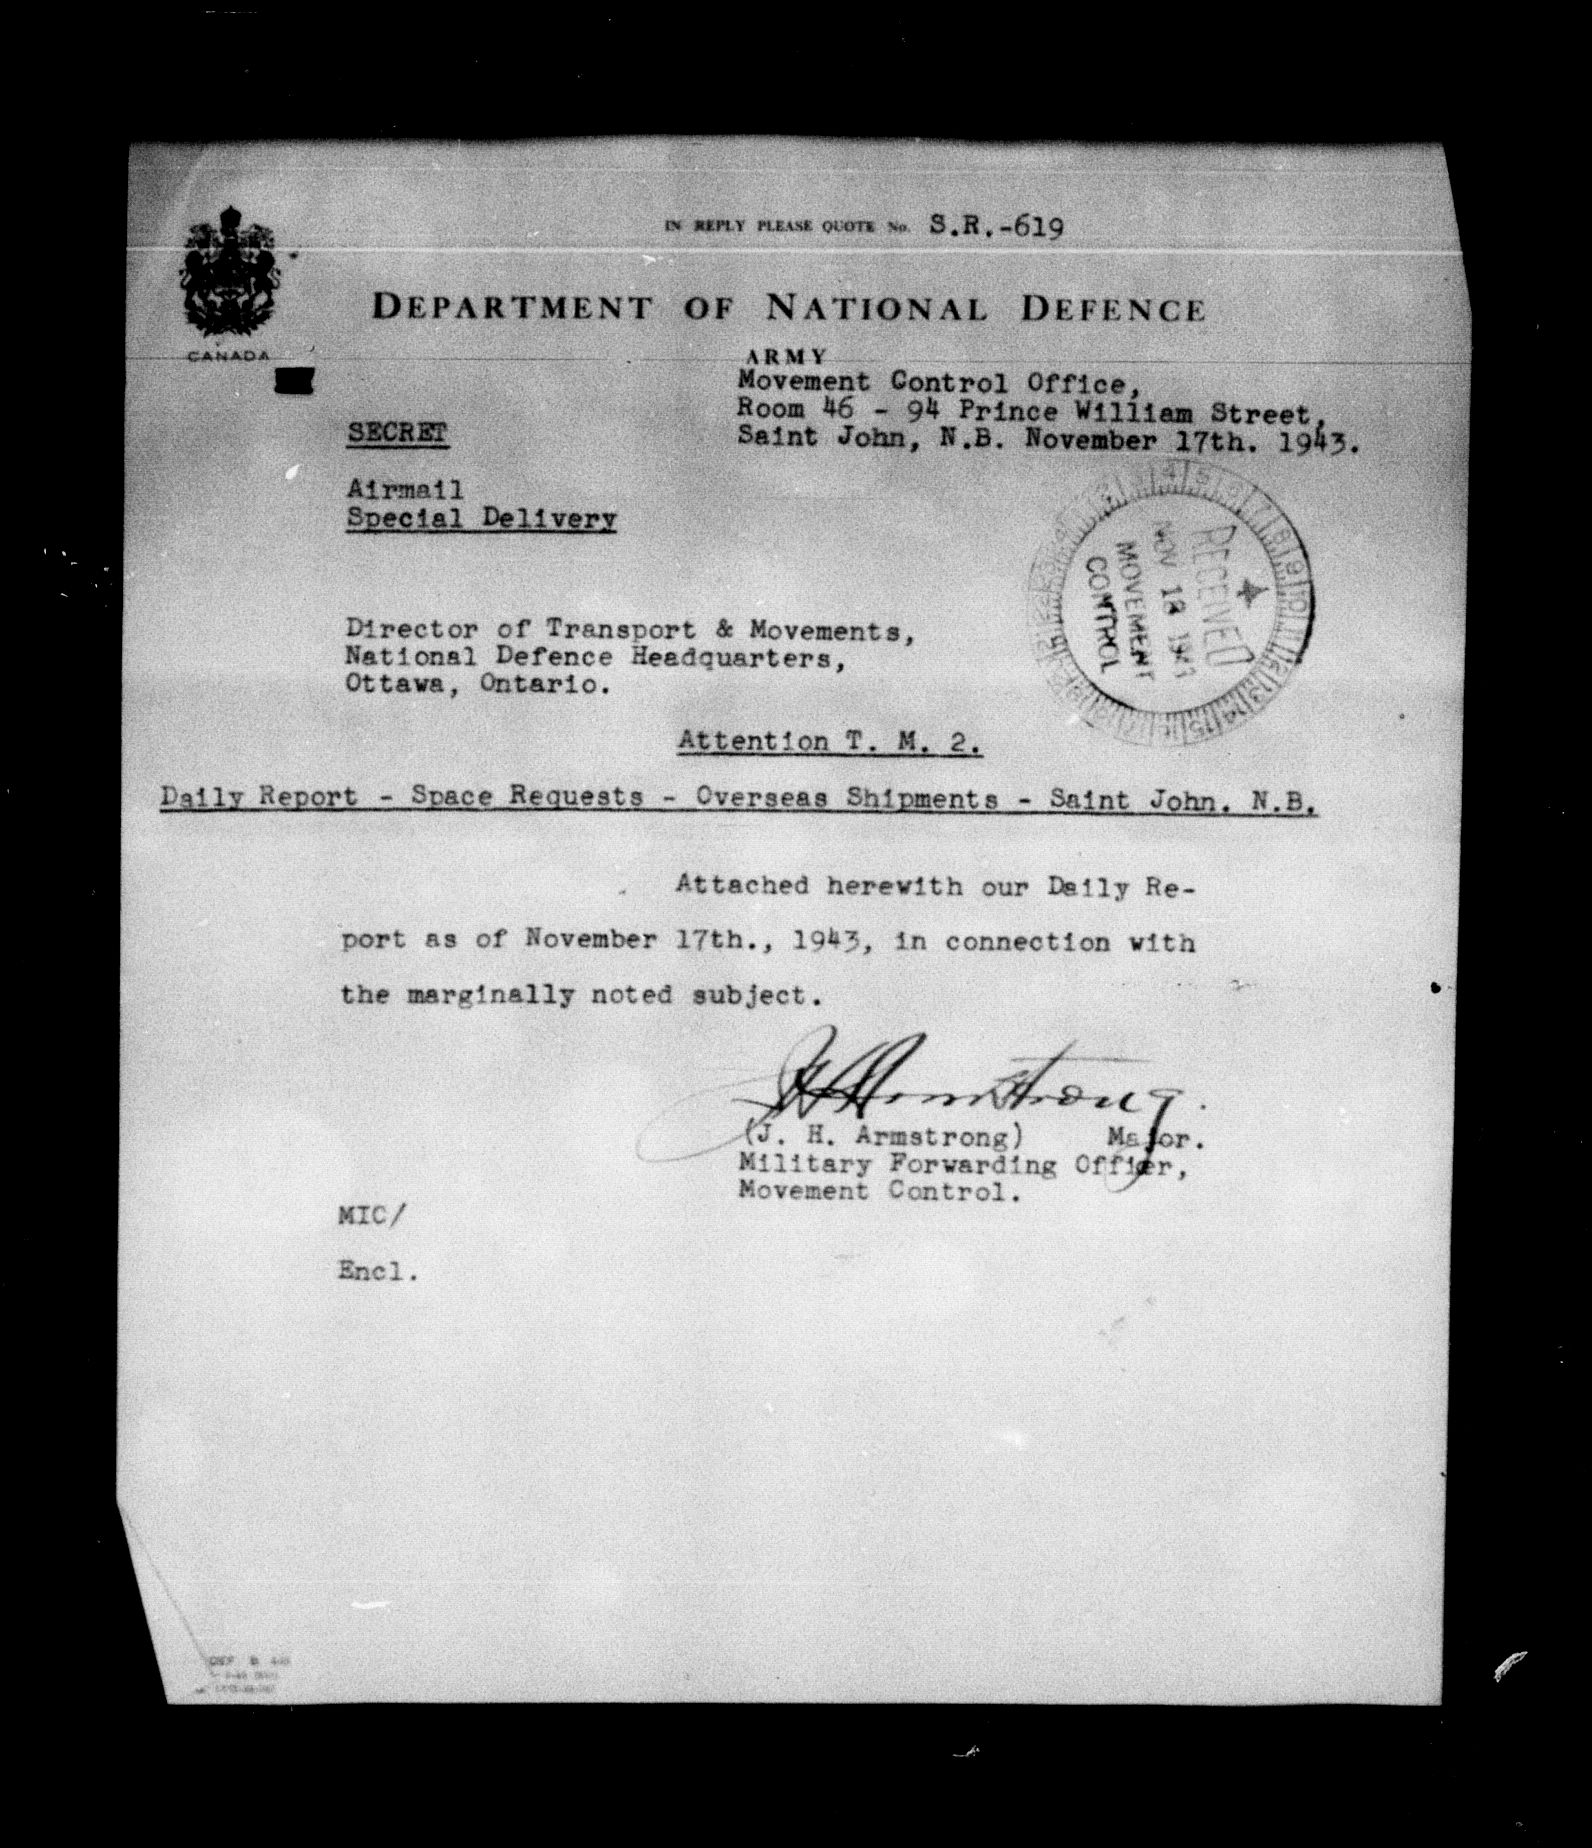 IN REPLY PLEASE QUOTE No. S.R.-619
DEPARTMENT OF NATIONAL DEFENCE
CANADA
ARMY
Movement Control Office,
Room 46 - 94 Prince William Street,
Saint John, N.B. November 17th. 1943.
SECRET
Airmail
Special Delivery
RECEIVED
NOV 18 1943
MOVEMENT
CONTROL
Director of Transport & Movements,
National Defence Headquarters,
Ottawa, Ontario.
Attention T. M. 2.
Daily Report - Space Requests - Overseas Shipments - Saint John. N.B.
Attached herewith our Daily Re-
port as of November 17th., 1943, in connection with
the marginally noted subject.
JHArmstrong.
(J. H. Armstrong) Major.
Military Forwarding Officer,
Movement Control.
MIC/
Encl.